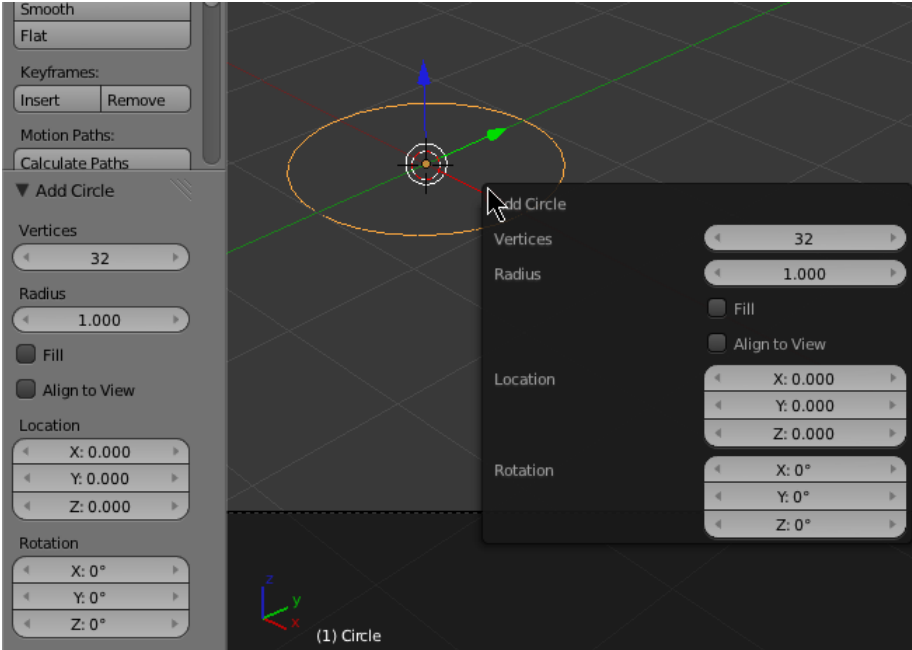 Smooth
Flat
Keyframes:
Insert Remove
Motion Paths:
Calculate Paths
Add Circle
Vertices
32
Radius
1.000
Fill
Align to View
Location
X: 0.000
Y: 0.000
Z: 0.000
Rotation
X: 0°
Y: 0°
Z: 0°
dd Circle
Vertices 32
Radius 1.000
Fill
Align to View
Location X: 0.000
Y: 0.000
Z: 0.000
Rotation X: 0°
Y: 0°
Z: 0°
z
y
x
(1) Circle